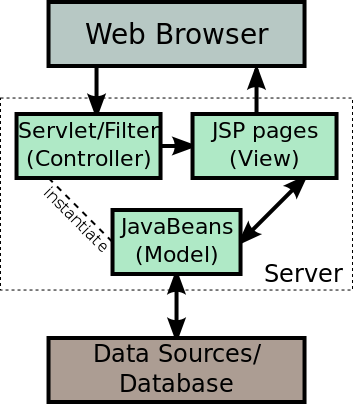 Web Browser
Servlet/Filter
(Controller)
JSP pages
(View)
instantiate
JavaBeans
(Model)
Server
Data Sources/
Database